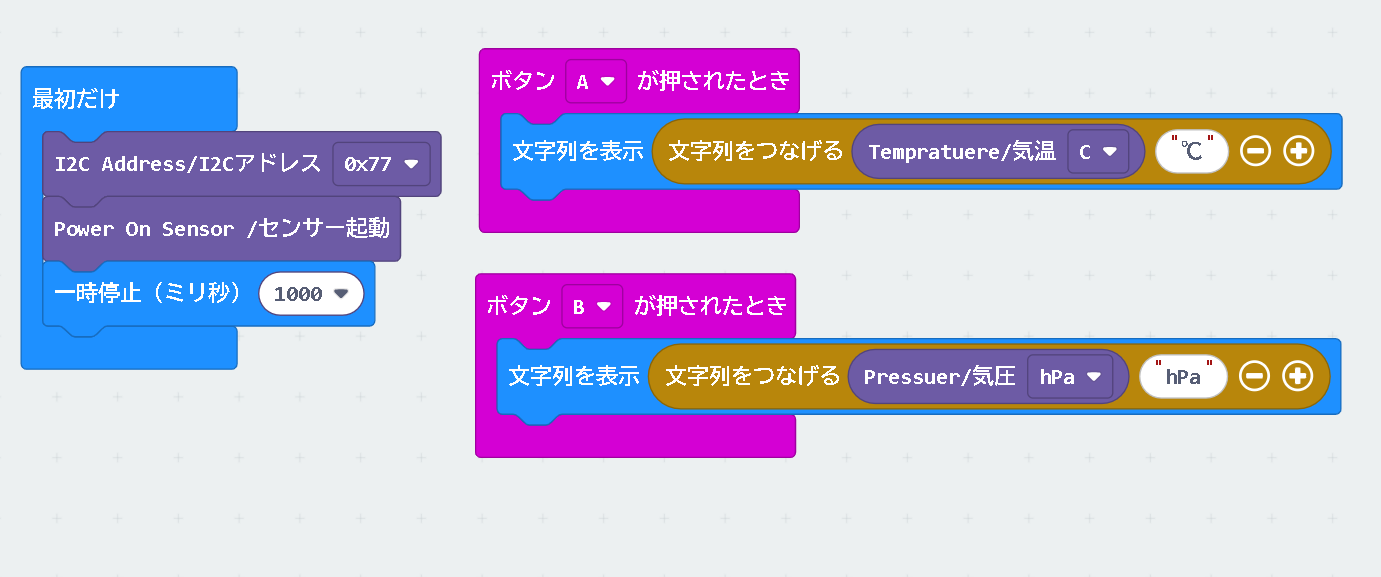 最初だけ
I2C Address/I2Cアドレス 0x77
Power On Sensor /センサー起動
一時停止（ミリ秒） 1000
ボタン A が押されたとき
文字列を表示 文字列をつなげる Tempratuere/気温 C "℃"
ボタン B が押されたとき
文字列を表示 文字列をつなげる Pressuer/気圧 hPa "hPa"